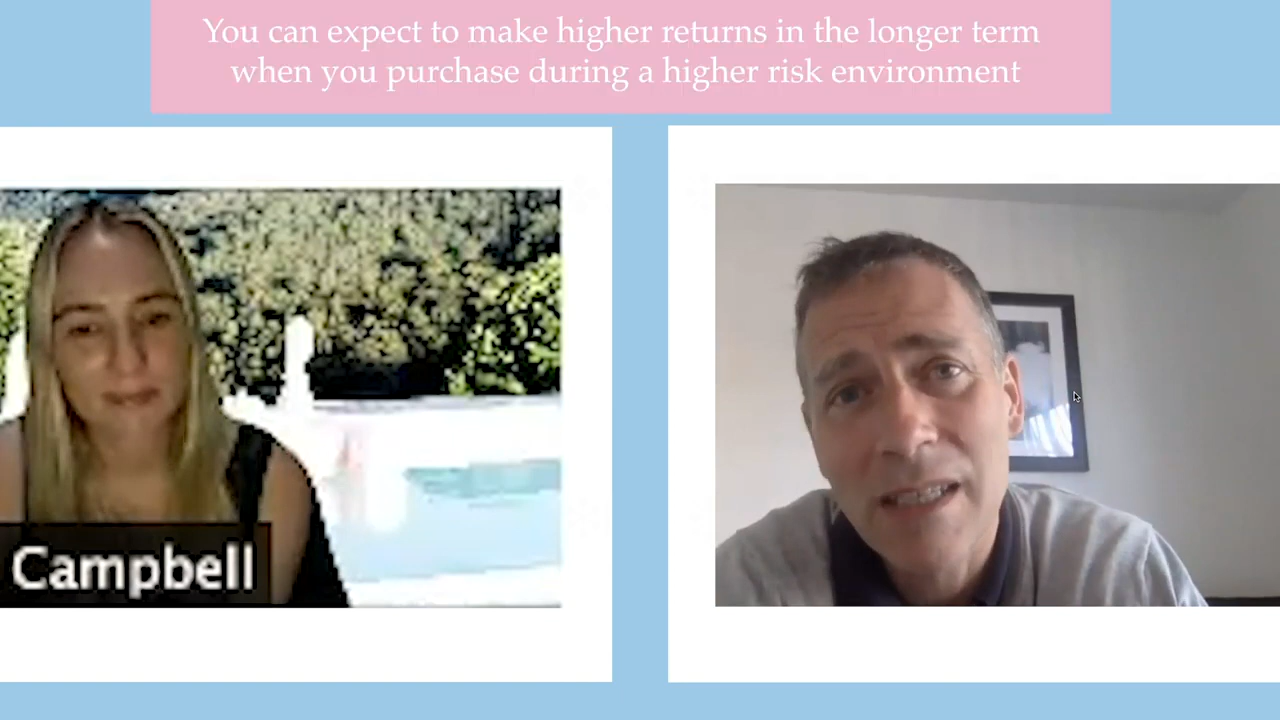 You can expect to make higher returns in the longer term
when you purchase during a higher risk environment
Campbell